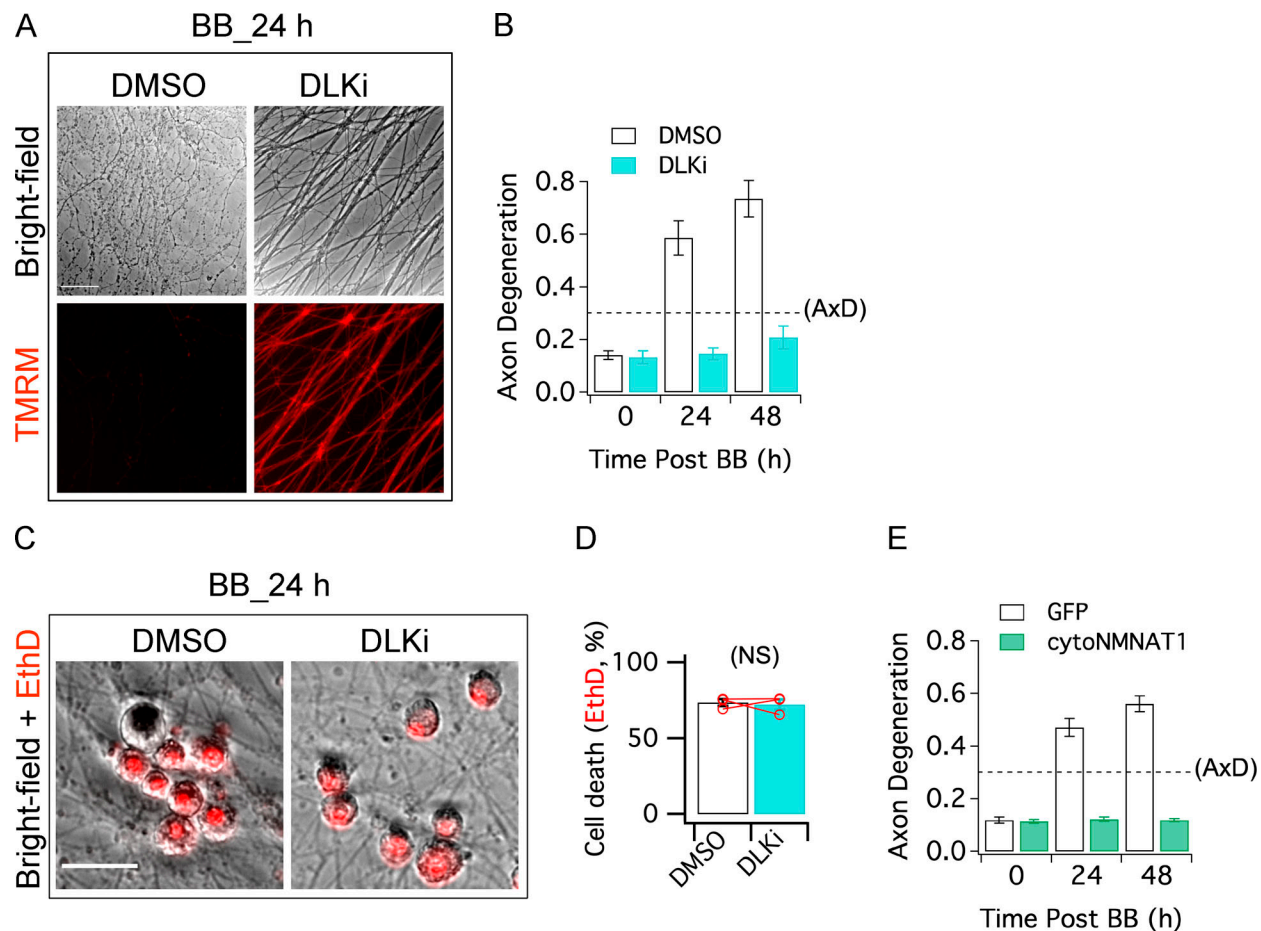 A
BB_24 h
DMSO
DLKi
Bright-field
TMRM
B
DMSO
DLKi
Axon Degeneration
0.8
0.6
0.4
0.2
0.0
(AxD)
0
24
48
Time Post BB (h)
C
BB_24 h
DMSO
DLKi
Bright-field + EthD
D
Cell death (EthD, %)
100
50
0
(NS)
DMSO
DLKi
E
GFP
cytoNMNAT1
Axon Degeneration
0.8
0.6
0.4
0.2
0.0
(AxD)
0
24
48
Time Post BB (h)